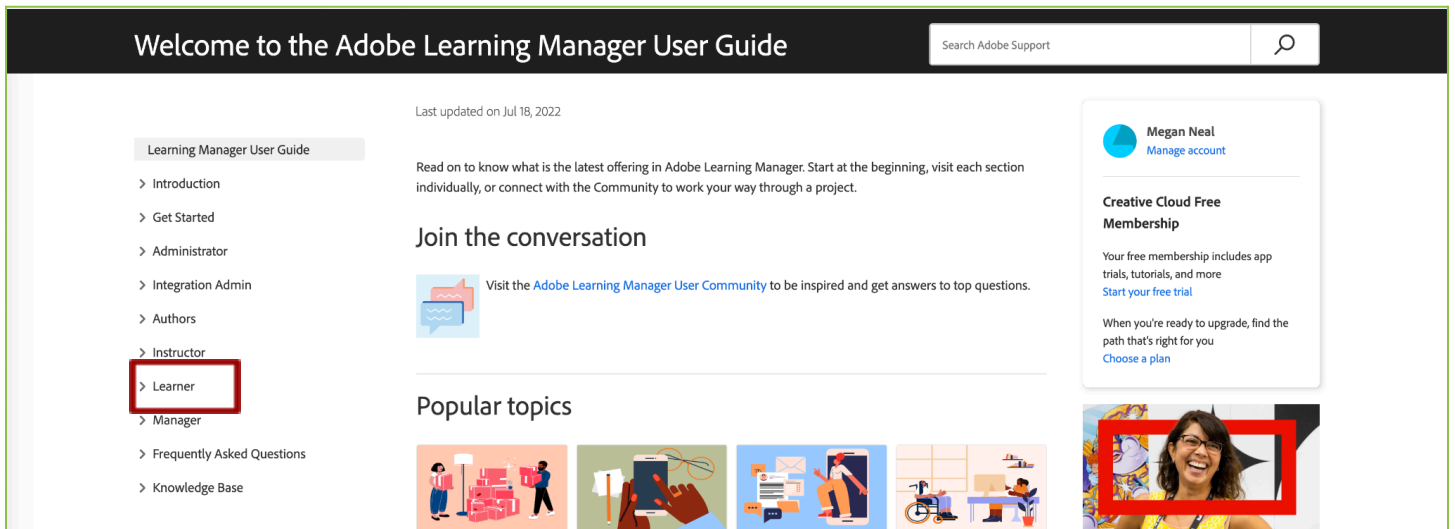 Welcome to the Adobe Learning Manager User Guide
Search Adobe Support
Learning Manager User Guide
Introduction
Get Started
Administrator
Integration Admin
Authors
Instructor
Learner
Manager
Frequently Asked Questions
Knowledge Base
Last updated on Jul 18, 2022
Read on to know what is the latest offering in Adobe Learning Manager. Start at the beginning, visit each section
individually, or connect with the Community to work your way through a project.
Join the conversation
Visit the Adobe Learning Manager User Community to be inspired and get answers to top questions.
Popular topics
Megan Neal
Manage account
Creative Cloud Free
Membership
Your free membership includes app
trials, tutorials, and more
Start your free trial
When you're ready to upgrade, find the
path that's right for you
Choose a plan